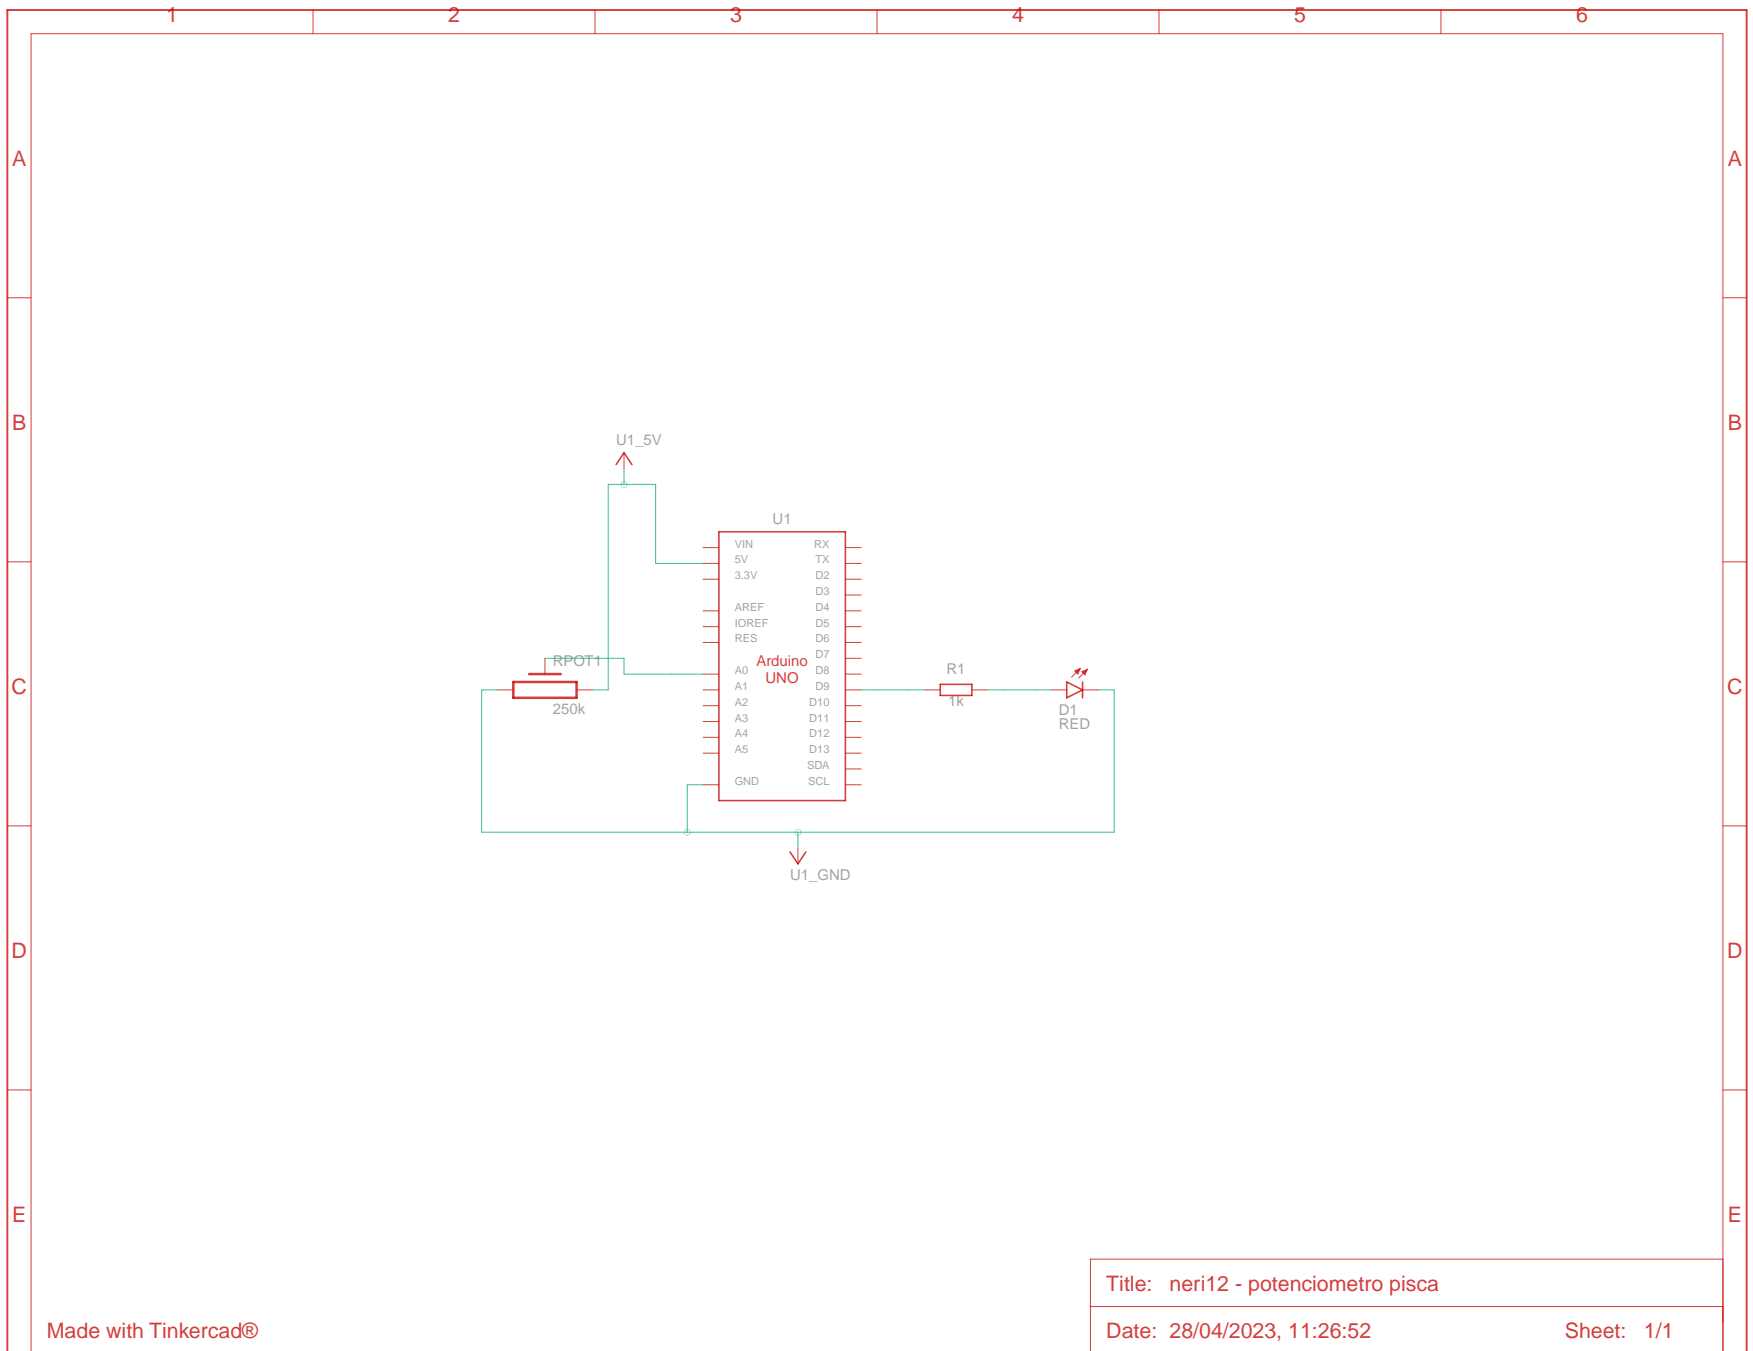 1 2 3 4 5 6
A A
B B
U1_5V
U1
VIN RX
5V TX
3.3V D2
D3
AREF D4
IOREF D5
RES D6
D7
RPOT1 A0 Arduino D8 R1
A1 UNO D9
C C
250k A2 D10 1k D1
A3 D11 RED
A4 D12
A5 D13
SDA
GND SCL
U1_GND
D D
E E
Title: neri12 - potenciometro pisca
Made with Tinkercad® Date: 28/04/2023, 11:26:52 Sheet: 1/1